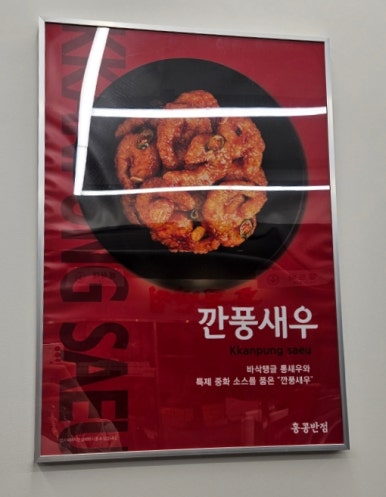 KKANPUNG SAEU
깐풍새우
Kkanpung saeu
바삭탱글 통새우와
특제 중화 소스를 품은 "깐풍새우"
홍콩반점